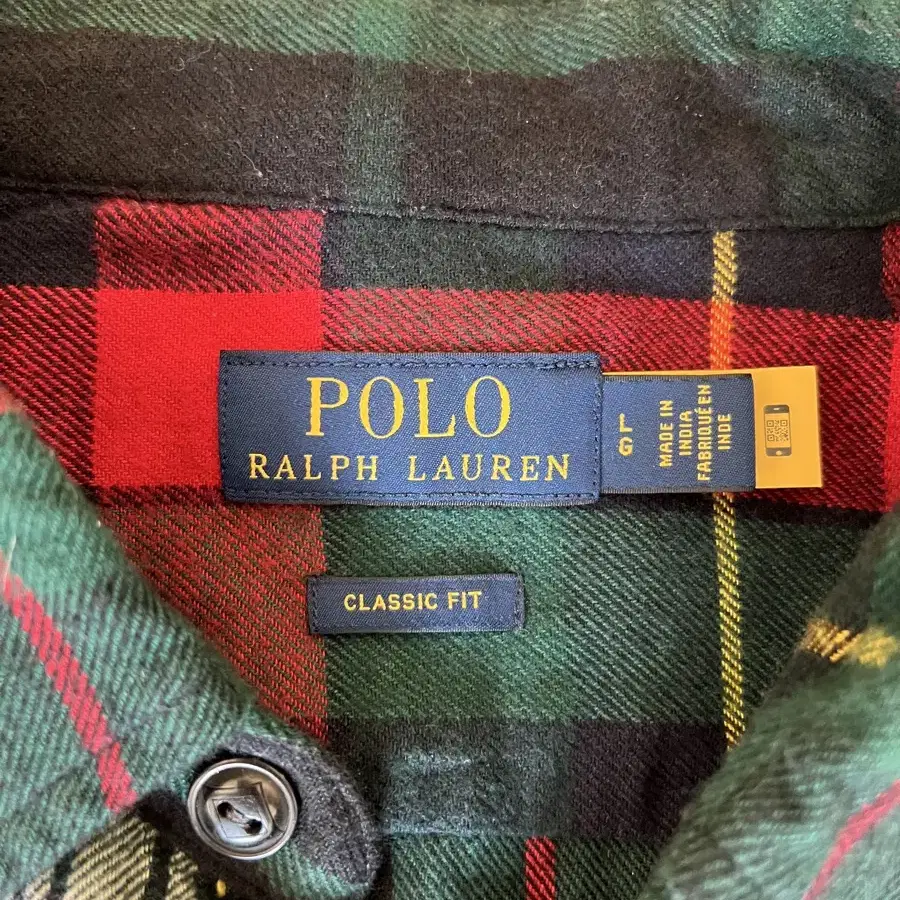 POLO
RALPH LAUREN
L
G
MADE IN
INDIA
FABRIQUÉ EN
INDE
CLASSIC FIT